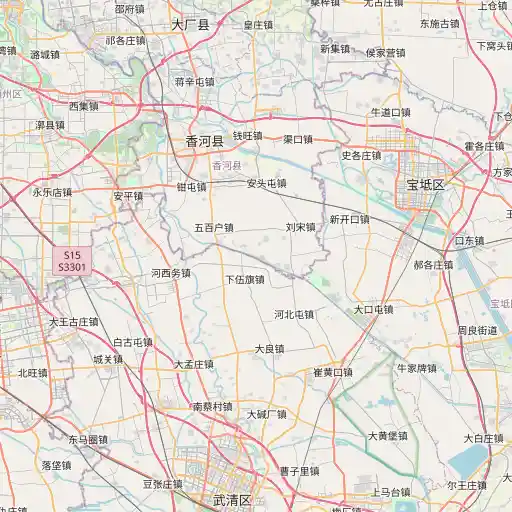 邵府镇
大厂县
皇庄镇
无古庄镇
上仓镇
祁各庄镇
东施古镇
潞城镇
新集镇
侯家营镇
下窝头镇
蒋辛屯镇
西集镇
牛道口镇
漷县镇
香河县
钱旺镇
渠口镇
霍各庄镇
史各庄镇
香河县
安头屯镇
宝坻区
永乐店镇
安平镇
钳屯镇
五百户镇
刘宋镇
新开口镇
口东镇
S15
S3301
河西务镇
下伍旗镇
郝各庄镇
大王古庄镇
河北屯镇
大口屯镇
周良街道
白古屯镇
大良镇
城关镇
大孟庄镇
崔黄口镇
牛家牌镇
北旺镇
南蔡村镇
大碱厂镇
东马圈镇
大黄堡镇
大白庄镇
落垡镇
豆张庄镇
曹子里镇
武清区
上马台镇
尔王庄镇